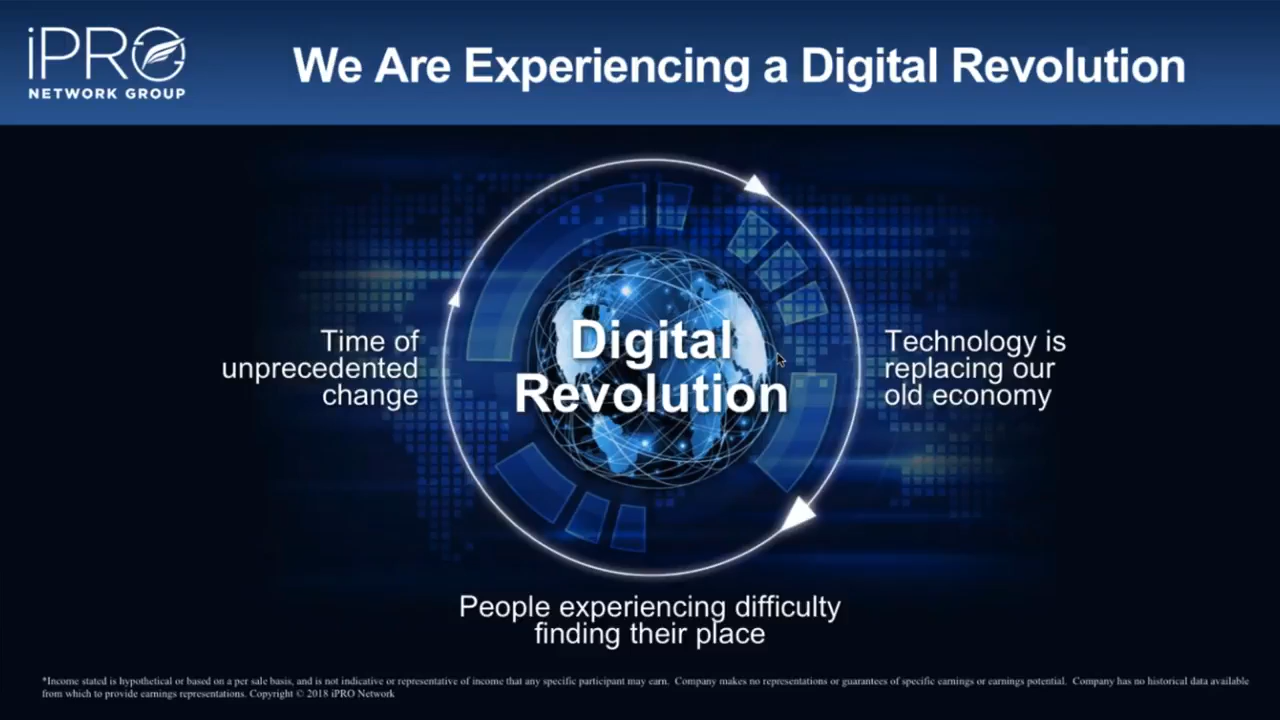 iPRO
NETWORK GROUP
We Are Experiencing a Digital Revolution
Time of
unprecedented
change
Digital
Revolution
Technology is
replacing our
old economy
People experiencing difficulty
finding their place
*Income stated is hypothetical or based on a per sale basis, and is not indicative or representative of income that any specific participant may earn. Company makes no representations or guarantees of specific earnings or earnings potential. Company has no historical data available
from which to provide earnings representations. Copyright © 2018 iPRO Network